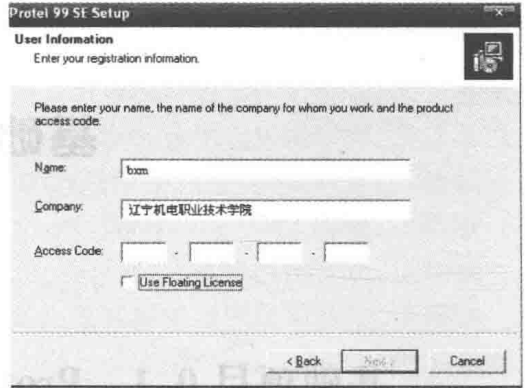 Protel 99 SE Setup
User Information
Enter your registration information.
Please enter your name, the name of the company for whom you work and the product
access code.
Name:
bxm
Company:
辽宁机电职业技术学院
Access Code:
- - -
Use Floating License
< Back
Next >
Cancel